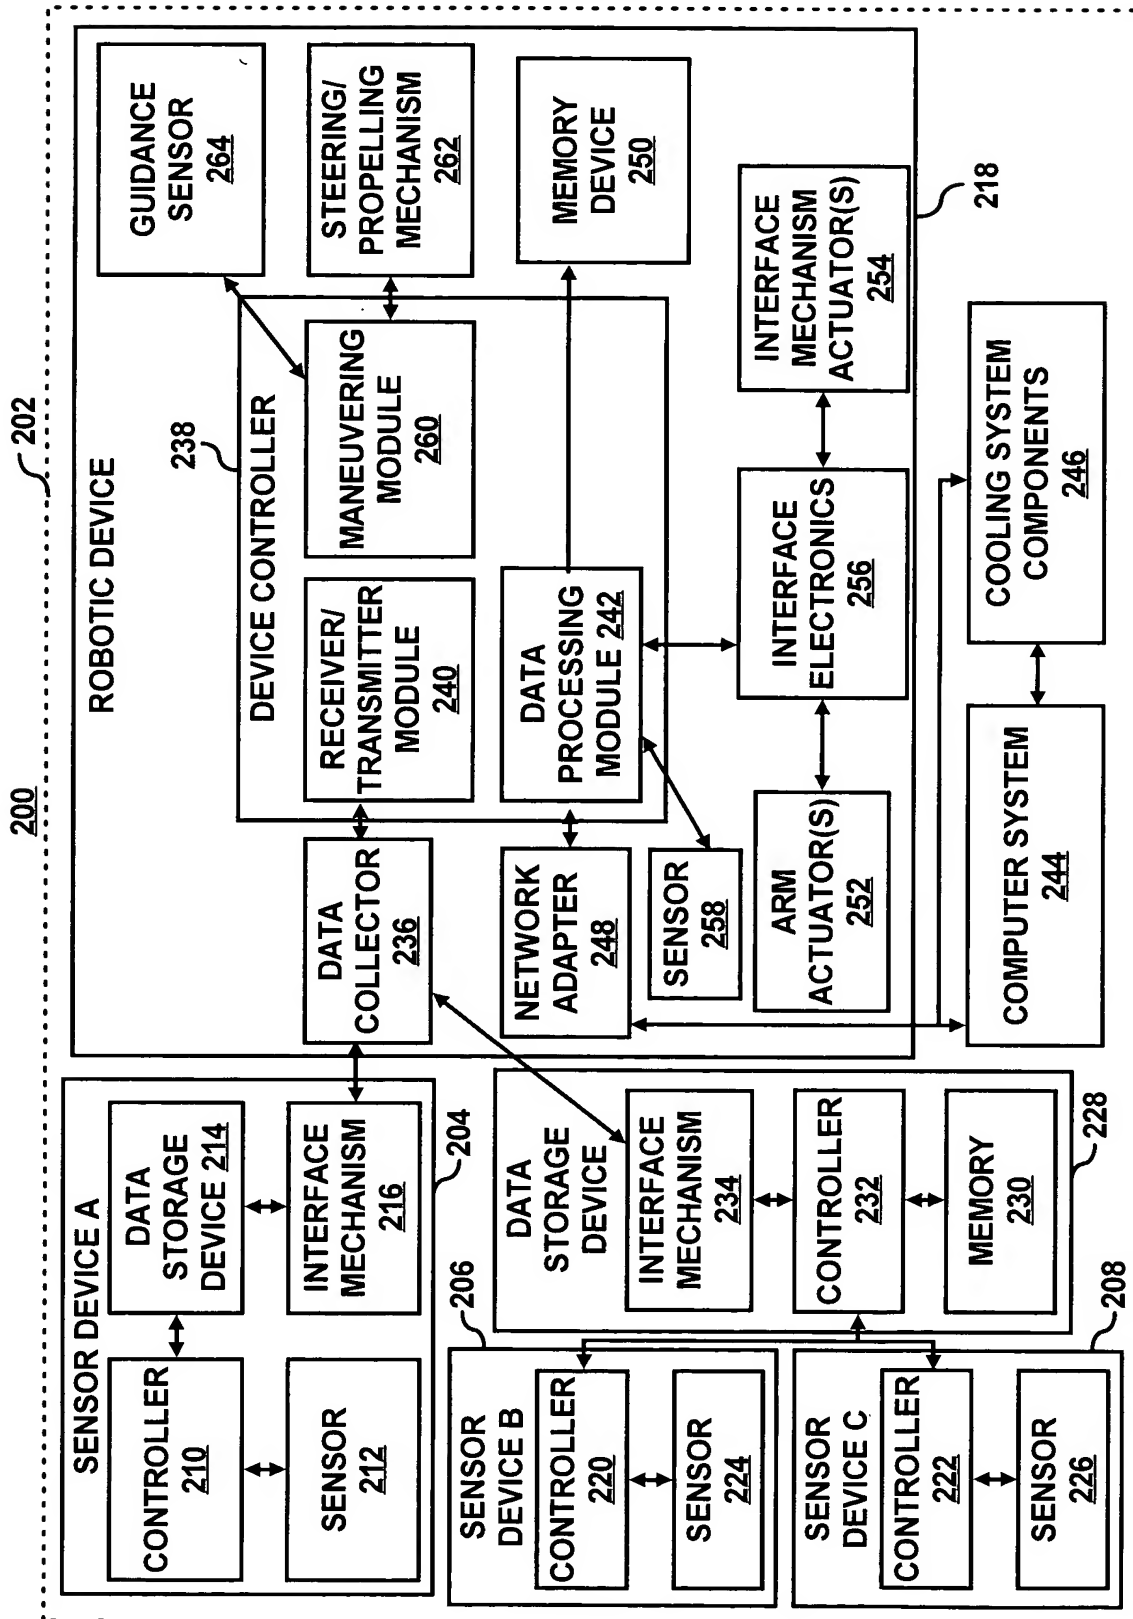 200
202
SENSOR DEVICE A
CONTROLLER
210
DATA
STORAGE
DEVICE 214
SENSOR
212
INTERFACE
MECHANISM
216
204
SENSOR
DEVICE B
206
CONTROLLER
220
SENSOR
224
SENSOR
DEVICE C
208
CONTROLLER
222
SENSOR
226
DATA
STORAGE
DEVICE
INTERFACE
MECHANISM
234
CONTROLLER
232
MEMORY
230
228
ROBOTIC DEVICE
238
DEVICE CONTROLLER
DATA
COLLECTOR
236
RECEIVER/
TRANSMITTER
MODULE
240
MANEUVERING
MODULE
260
GUIDANCE
SENSOR
264
STEERING/
PROPELLING
MECHANISM
262
NETWORK
ADAPTER
248
DATA
PROCESSING
MODULE 242
MEMORY
DEVICE
250
SENSOR
258
ARM
ACTUATOR(S)
252
INTERFACE
ELECTRONICS
256
INTERFACE
MECHANISM
ACTUATOR(S)
254
218
COMPUTER SYSTEM
244
COOLING SYSTEM
COMPONENTS
246